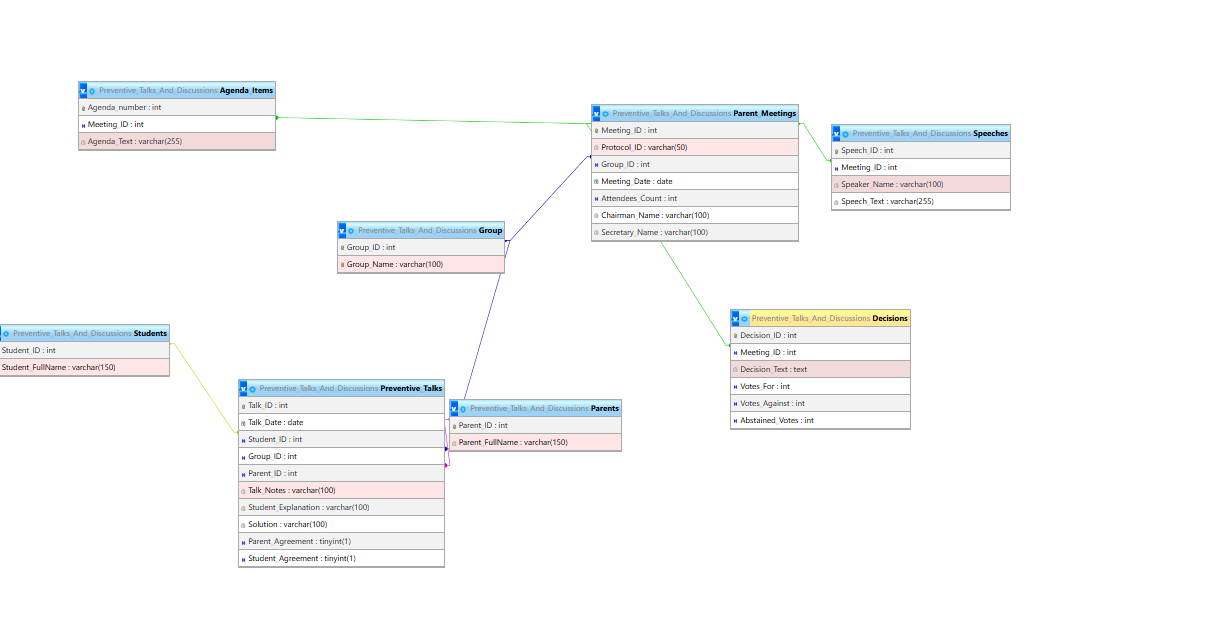 Preventive_Talks_And_Discussions Agenda_Items
Agenda_number : int
Meeting_ID : int
Agenda_Text : varchar(255)
Preventive_Talks_And_Discussions Parent_Meetings
Meeting_ID : int
Protocol_ID : varchar(50)
Group_ID : int
Meeting_Date : date
Attendees_Count : int
Chairman_Name : varchar(100)
Secretary_Name : varchar(100)
Preventive_Talks_And_Discussions Speeches
Speech_ID : int
Meeting_ID : int
Speaker_Name : varchar(100)
Speech_Text : varchar(255)
Preventive_Talks_And_Discussions Group
Group_ID : int
Group_Name : varchar(100)
Preventive_Talks_And_Discussions Students
Student_ID : int
Student_FullName : varchar(150)
Preventive_Talks_And_Discussions Preventive_Talks
Talk_ID : int
Talk_Date : date
Student_ID : int
Group_ID : int
Parent_ID : int
Talk_Notes : varchar(100)
Student_Explanation : varchar(100)
Solution : varchar(100)
Parent_Agreement : tinyint(1)
Student_Agreement : tinyint(1)
Preventive_Talks_And_Discussions Parents
Parent_ID : int
Parent_FullName : varchar(150)
Preventive_Talks_And_Discussions Decisions
Decision_ID : int
Meeting_ID : int
Decision_Text : text
Votes_For : int
Votes_Against : int
Abstained_Votes : int